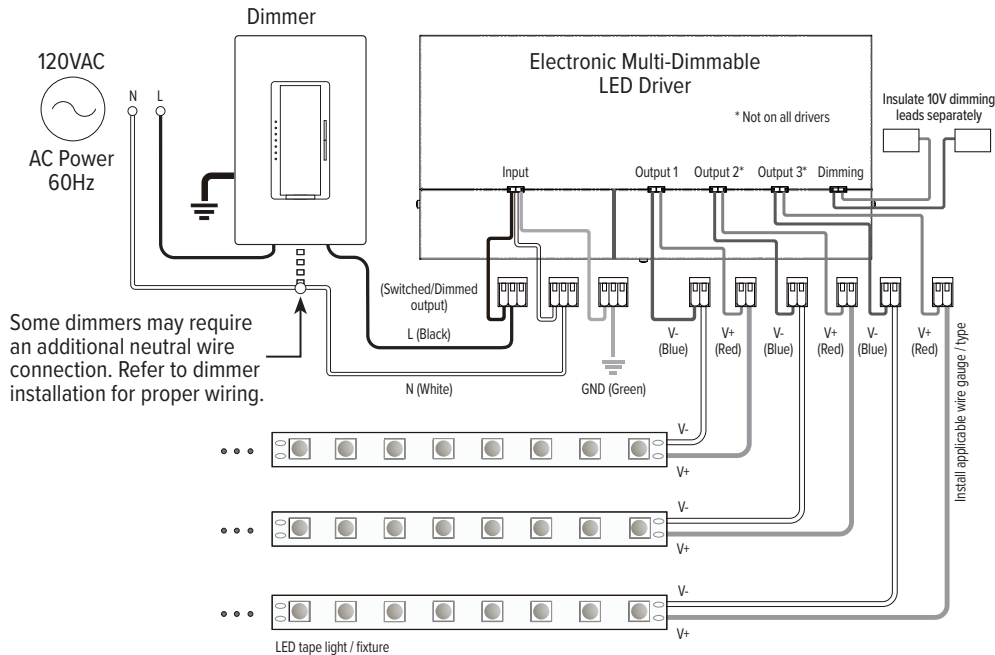 Dimmer
120VAC
N
L
AC Power
60Hz
Electronic Multi-Dimmable
LED Driver
* Not on all drivers
Insulate 10V dimming
leads separately
Input
Output 1
Output 2*
Output 3*
Dimming
(Switched/Dimmed
output)
L (Black)
N (White)
GND (Green)
V-
(Blue)
V+
(Red)
V-
(Blue)
V+
(Red)
V-
(Blue)
V+
(Red)
Install applicable wire gauge / type
Some dimmers may require
an additional neutral wire
connection. Refer to dimmer
installation for proper wiring.
V-
V+
V-
V+
V-
V+
LED tape light / fixture